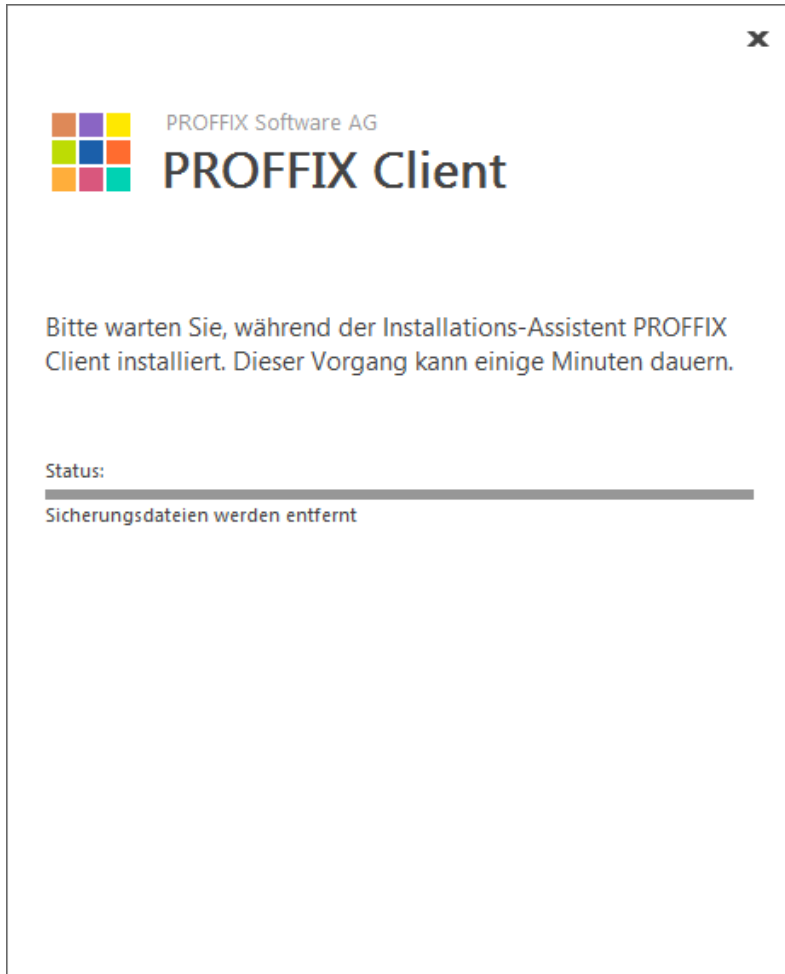 PROFFIX Software AG
PROFFIX Client
Bitte warten Sie, während der Installations-Assistent PROFFIX
Client installiert. Dieser Vorgang kann einige Minuten dauern.
Status:
Sicherungsdateien werden entfernt